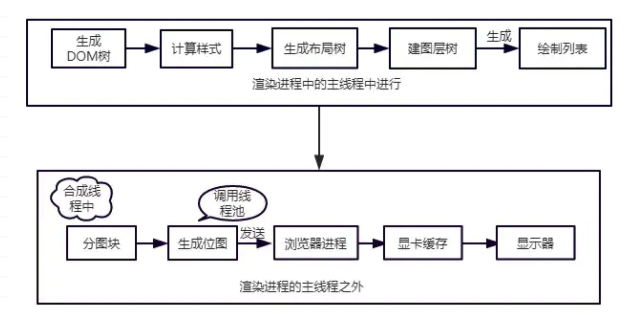 生成
DOM树
计算样式
生成布局树
建图层树
生成
绘制列表
渲染进程中的主线程中进行
合成线
程中
调用线
程池
分图块
生成位图
发送
浏览器进程
显卡缓存
显示器
渲染进程的主线程之外